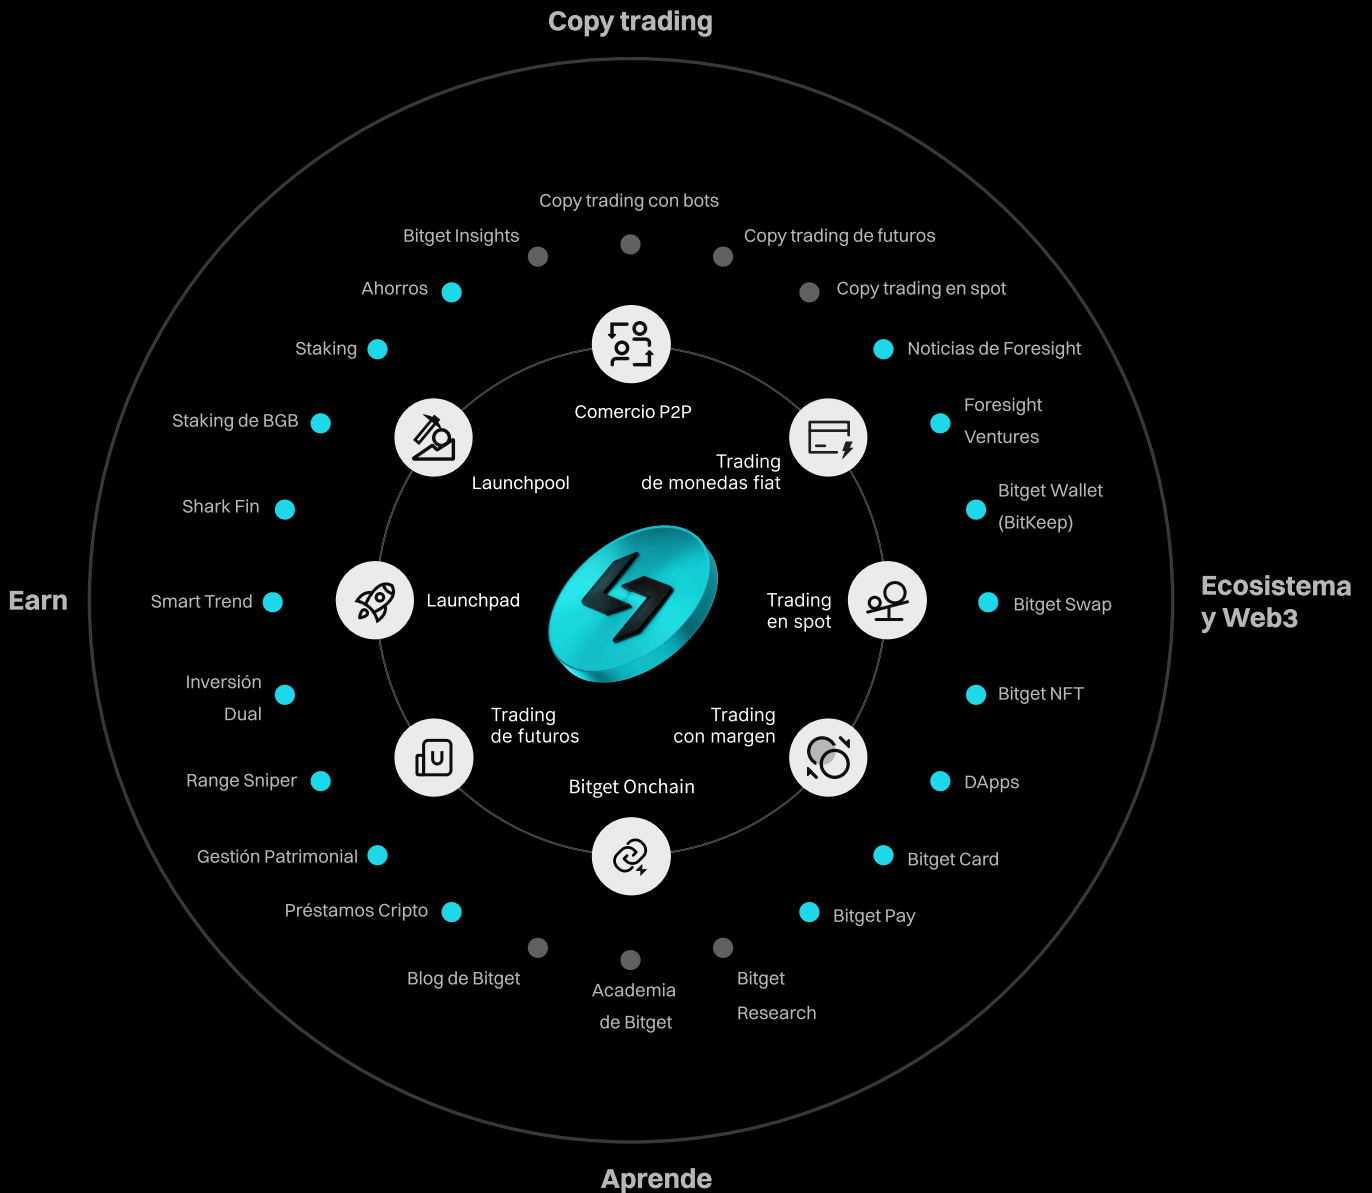 Copy trading
Copy trading con bots
Bitget Insights
Copy trading de futuros
Ahorros
Copy trading en spot
Staking
Noticias de Foresight
Staking de BGB
Foresight
Ventures
Comercio P2P
Launchpool
Trading
de monedas fiat
Shark Fin
Bitget Wallet
(BitKeep)
Earn
Smart Trend
Launchpad
Trading
en spot
Bitget Swap
Ecosistema
y Web3
Inversión
Dual
Trading
de futuros
Trading
con margen
Bitget NFT
Range Sniper
Bitget Onchain
DApps
Gestión Patrimonial
Bitget Card
Préstamos Cripto
Bitget Pay
Blog de Bitget
Academia
de Bitget
Bitget
Research
Aprende